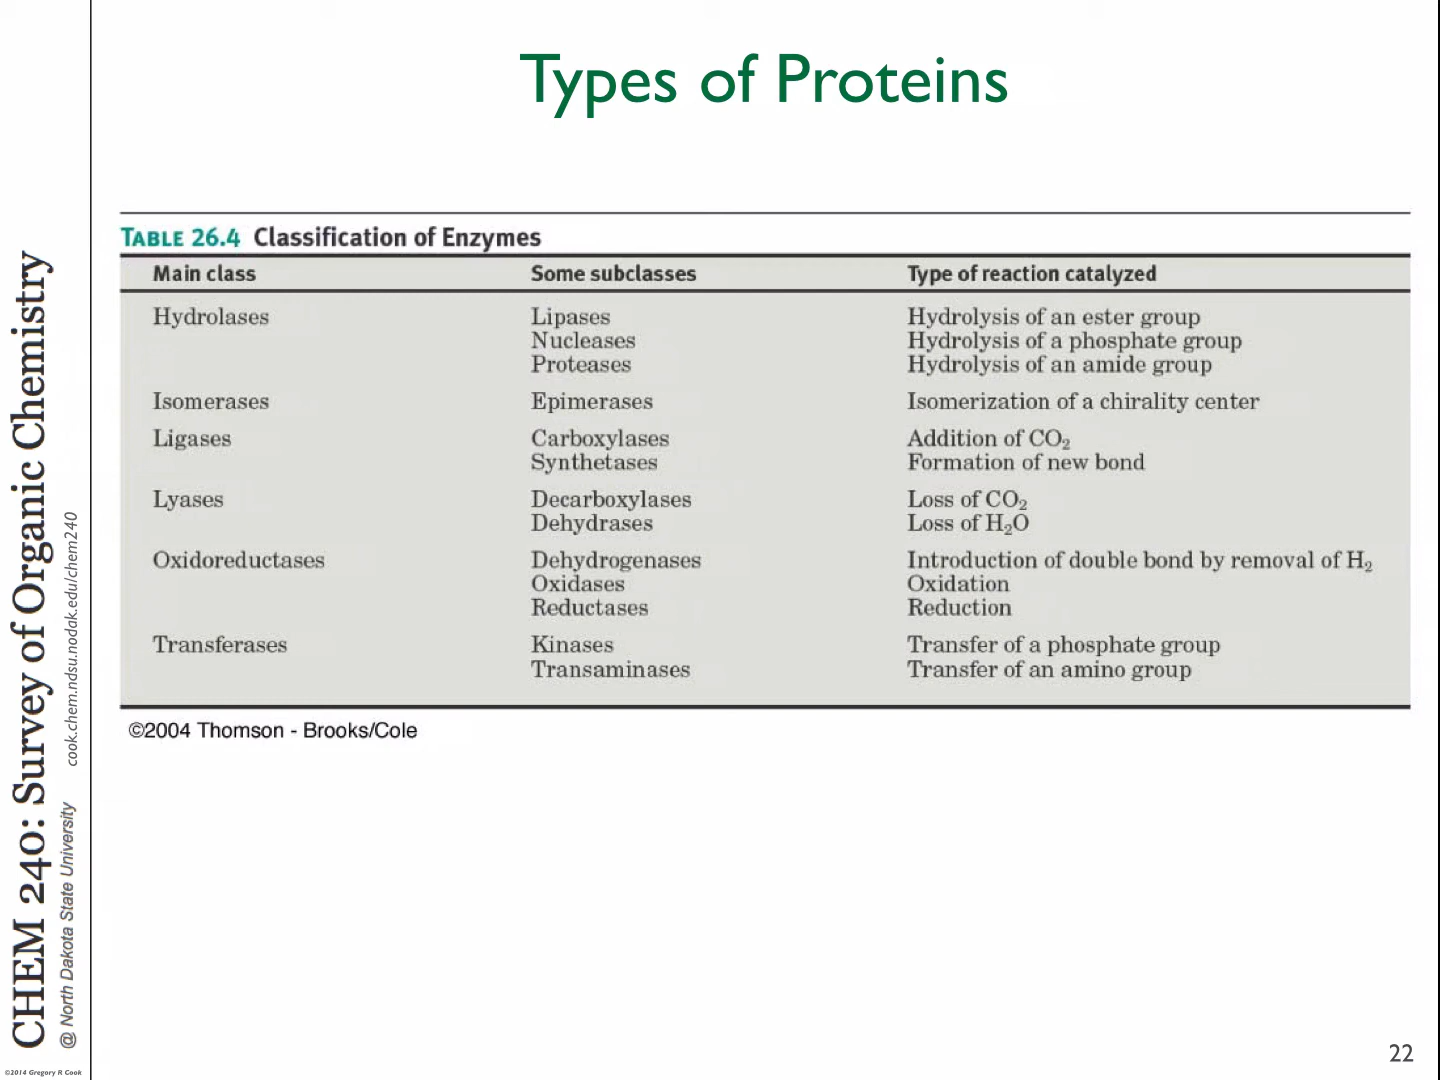 Types of Proteins
TABLE 26.4 Classification of Enzymes
Main class Some subclasses Type of reaction catalyzed
Hydrolases Lipases Hydrolysis of an ester group
Nucleases Hydrolysis of a phosphate group
Proteases Hydrolysis of an amide group
Isomerases Epimerases Isomerization of a chirality center
Ligases Carboxylases Addition of CO₂
Synthetases Formation of new bond
Lyases Decarboxylases Loss of CO₂
Dehydrases Loss of H₂O
Oxidoreductases Dehydrogenases Introduction of double bond by removal of H₂
Oxidases Oxidation
Reductases Reduction
Transferases Kinases Transfer of a phosphate group
Transaminases Transfer of an amino group
©2004 Thomson - Brooks/Cole
CHEM 240: Survey of Organic Chemistry
@ North Dakota State University cook.chem.ndsu.nodak.edu/chem240
©2014 Gregory R Cook
22